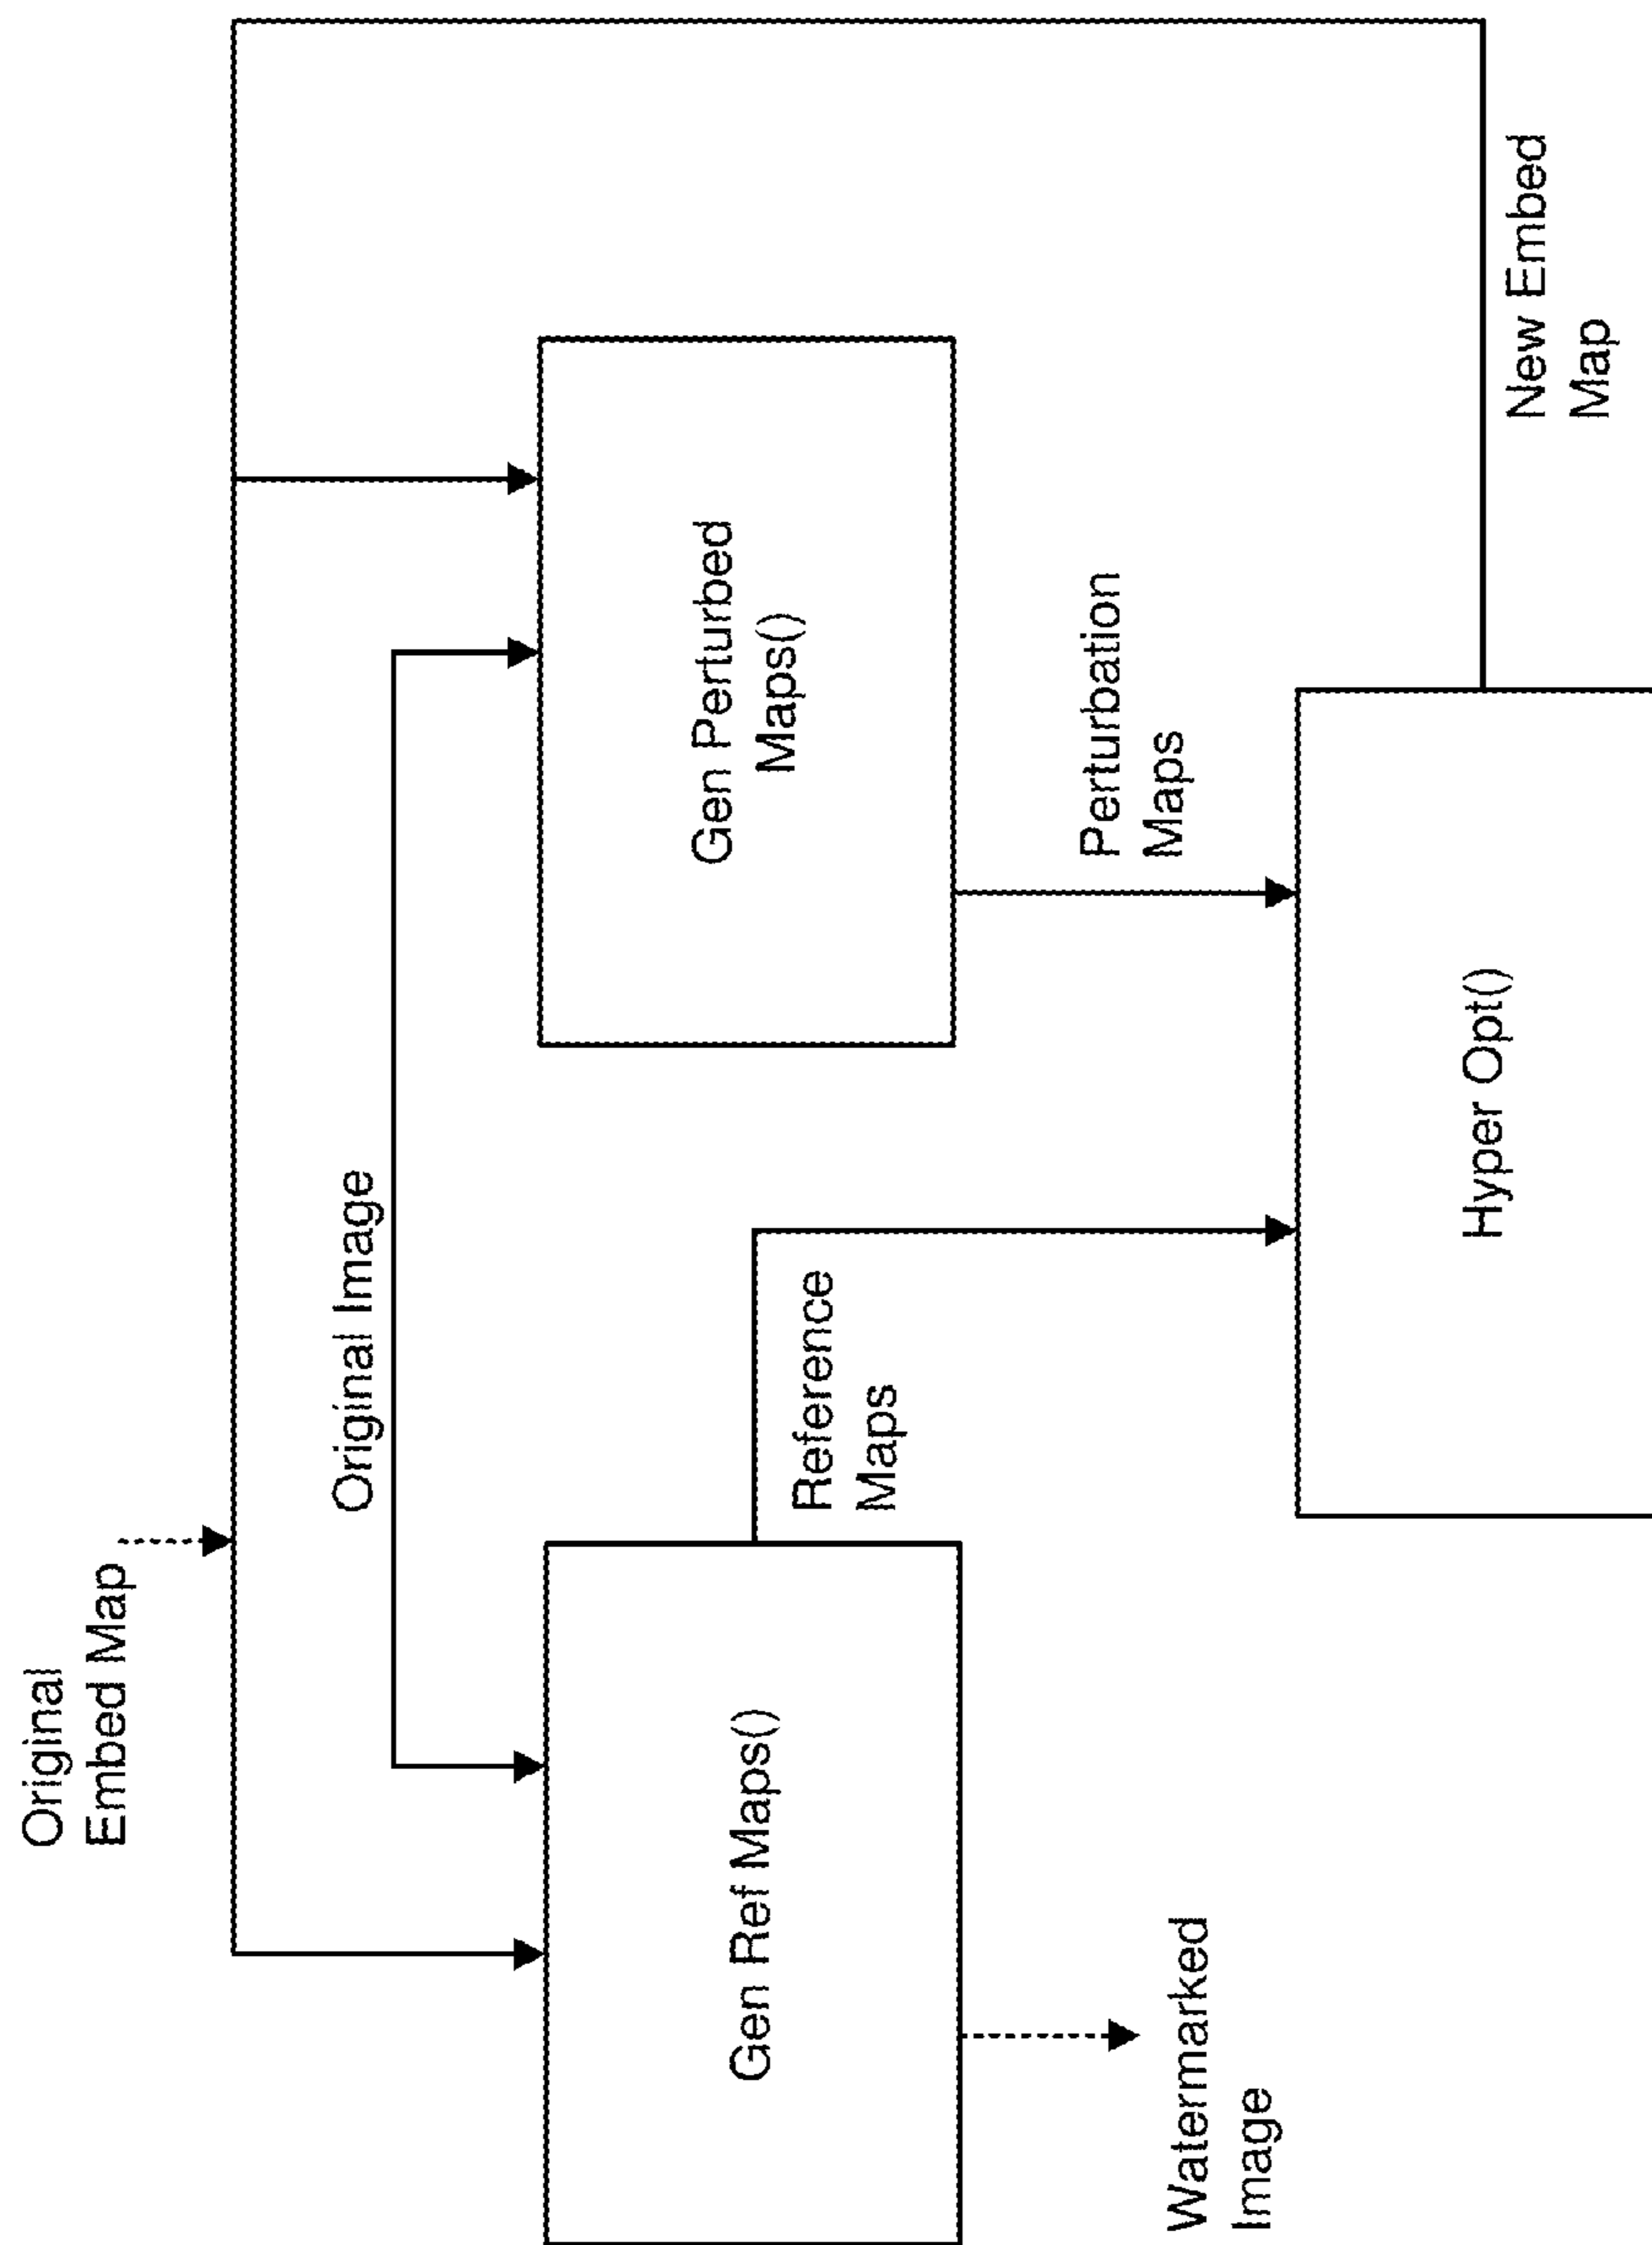 Original
Embed Map
Original Image
Gen Ref Maps()
Gen Perturbed
Maps()
Reference
Maps
Perturbation
Maps
Watermarked
Image
Hyper Opt()
New Embed
Map